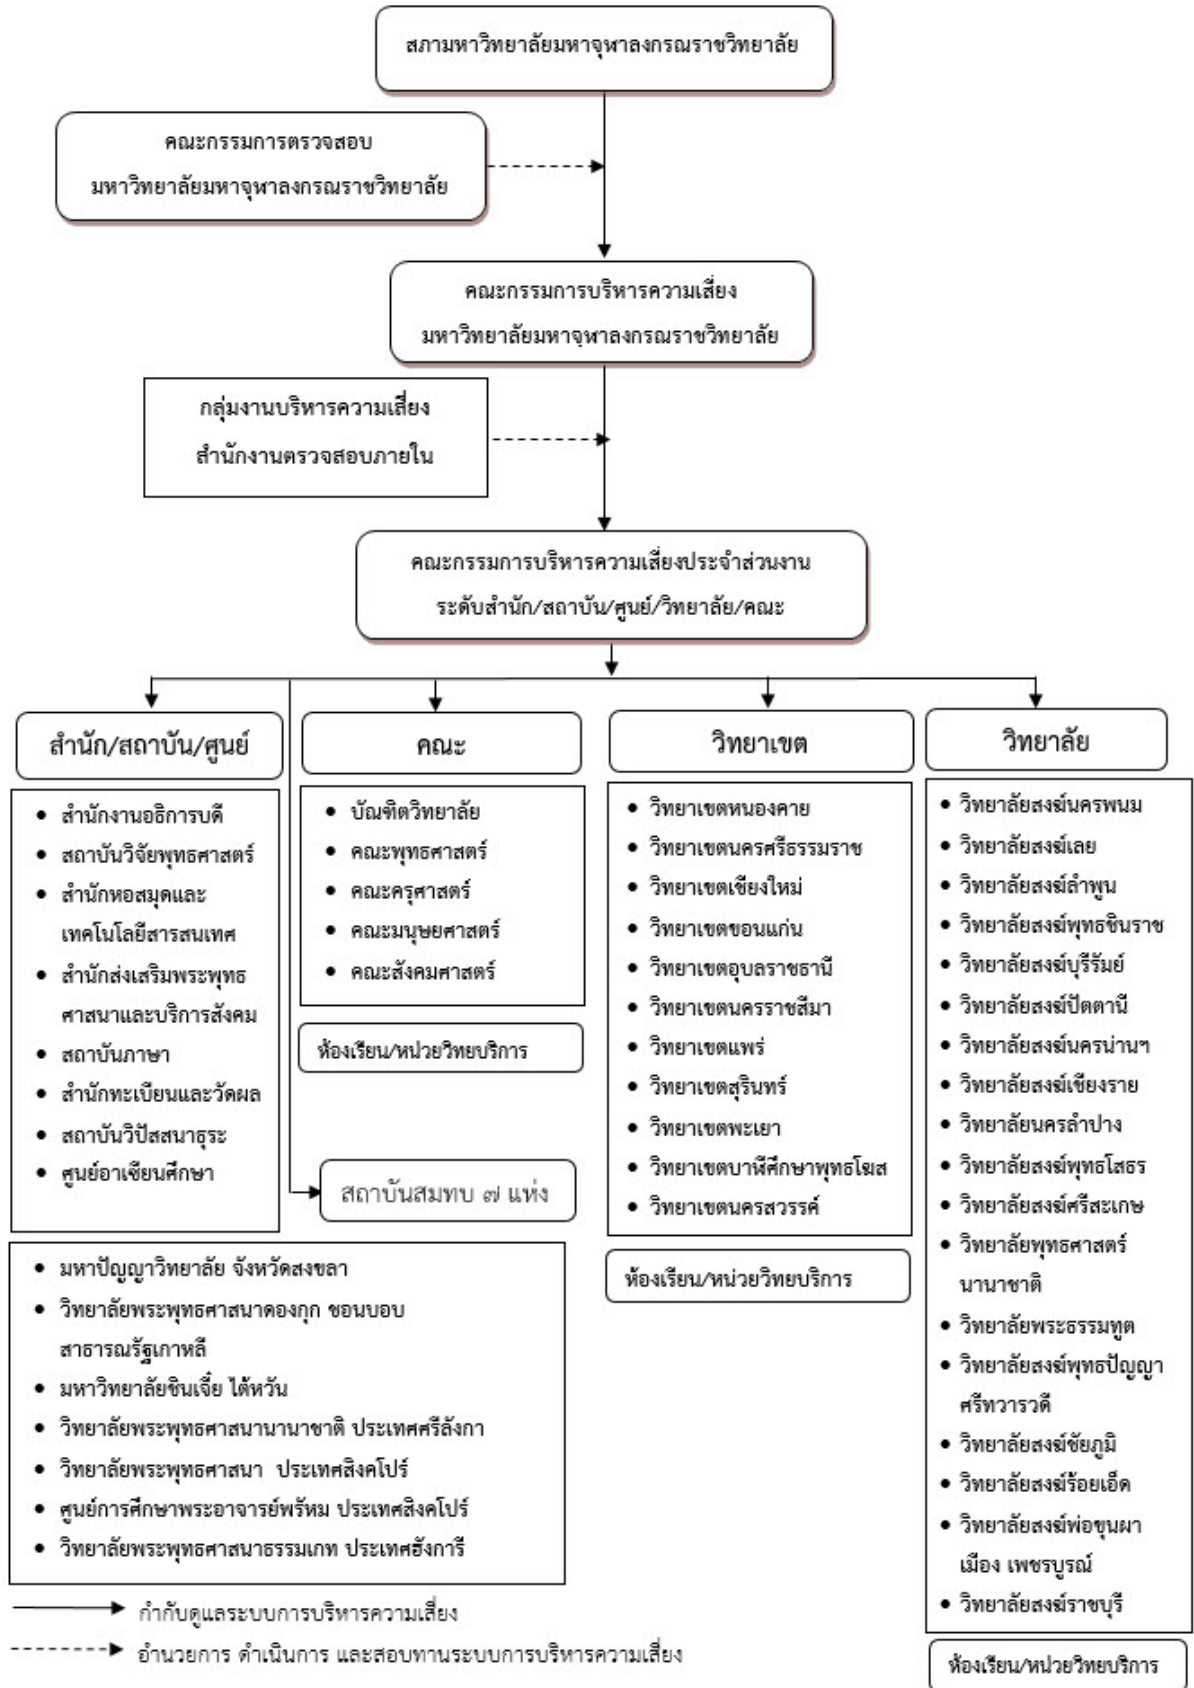 สภามหาวิทยาลัยมหาจุฬาลงกรณราชวิทยาลัย
คณะกรรมการตรวจสอบ
มหาวิทยาลัยมหาจุฬาลงกรณราชวิทยาลัย
คณะกรรมการบริหารความเสี่ยง
มหาวิทยาลัยมหาจุฬาลงกรณราชวิทยาลัย
กลุ่มงานบริหารความเสี่ยง
สำนักงานตรวจสอบภายใน
คณะกรรมการบริหารความเสี่ยงประจำส่วนงาน
ระดับสำนัก/สถาบัน/ศูนย์/วิทยาลัย/คณะ
สำนัก/สถาบัน/ศูนย์
• สำนักงานอธิการบดี
• สถาบันวิจัยพุทธศาสตร์
• สำนักหอสมุดและ
เทคโนโลยีสารสนเทศ
• สำนักส่งเสริมพระพุทธ
ศาสนาและบริการสังคม
• สถาบันภาษา
• สำนักทะเบียนและวัดผล
• สถาบันวิปัสสนาธุระ
• ศูนย์อาเซียนศึกษา
คณะ
• บัณฑิตวิทยาลัย
• คณะพุทธศาสตร์
• คณะครุศาสตร์
• คณะมนุษยศาสตร์
• คณะสังคมศาสตร์
ห้องเรียน/หน่วยวิทยบริการ
สถาบันสมทบ ๗ แห่ง
• มหาปัญญาวิทยาลัย จังหวัดสงขลา
• วิทยาลัยพระพุทธศาสนาดองกุก ชอนบอบ
สาธารณรัฐเกาหลี
• มหาวิทยาลัยชินเจี๋ย ไต้หวัน
• วิทยาลัยพระพุทธศาสนานานาชาติ ประเทศศรีลังกา
• วิทยาลัยพระพุทธศาสนา ประเทศสิงคโปร์
• ศูนย์การศึกษาพระอาจารย์พรัหม ประเทศสิงคโปร์
• วิทยาลัยพระพุทธศาสนาธรรมเกท ประเทศฮังการี
วิทยาเขต
• วิทยาเขตหนองคาย
• วิทยาเขตนครศรีธรรมราช
• วิทยาเขตเชียงใหม่
• วิทยาเขตขอนแก่น
• วิทยาเขตอุบลราชธานี
• วิทยาเขตนครราชสีมา
• วิทยาเขตแพร่
• วิทยาเขตสุรินทร์
• วิทยาเขตพะเยา
• วิทยาเขตบาฬีศึกษาพุทธโฆส
• วิทยาเขตนครสวรรค์
ห้องเรียน/หน่วยวิทยบริการ
วิทยาลัย
• วิทยาลัยสงฆ์นครพนม
• วิทยาลัยสงฆ์เลย
• วิทยาลัยสงฆ์ลำพูน
• วิทยาลัยสงฆ์พุทธชินราช
• วิทยาลัยสงฆ์บุรีรัมย์
• วิทยาลัยสงฆ์ปัตตานี
• วิทยาลัยสงฆ์นครน่านฯ
• วิทยาลัยสงฆ์เชียงราย
• วิทยาลัยนครลำปาง
• วิทยาลัยสงฆ์พุทธโสธร
• วิทยาลัยสงฆ์ศรีสะเกษ
• วิทยาลัยพุทธศาสตร์
นานาชาติ
• วิทยาลัยพระธรรมทูต
• วิทยาลัยสงฆ์พุทธปัญญา
ศรีทวารวดี
• วิทยาลัยสงฆ์ชัยภูมิ
• วิทยาลัยสงฆ์ร้อยเอ็ด
• วิทยาลัยสงฆ์พ่อขุนผา
เมือง เพชรบูรณ์
• วิทยาลัยสงฆ์ราชบุรี
ห้องเรียน/หน่วยวิทยบริการ
กำกับดูแลระบบการบริหารความเสี่ยง
อำนวยการ ดำเนินการ และสอบทานระบบการบริหารความเสี่ยง